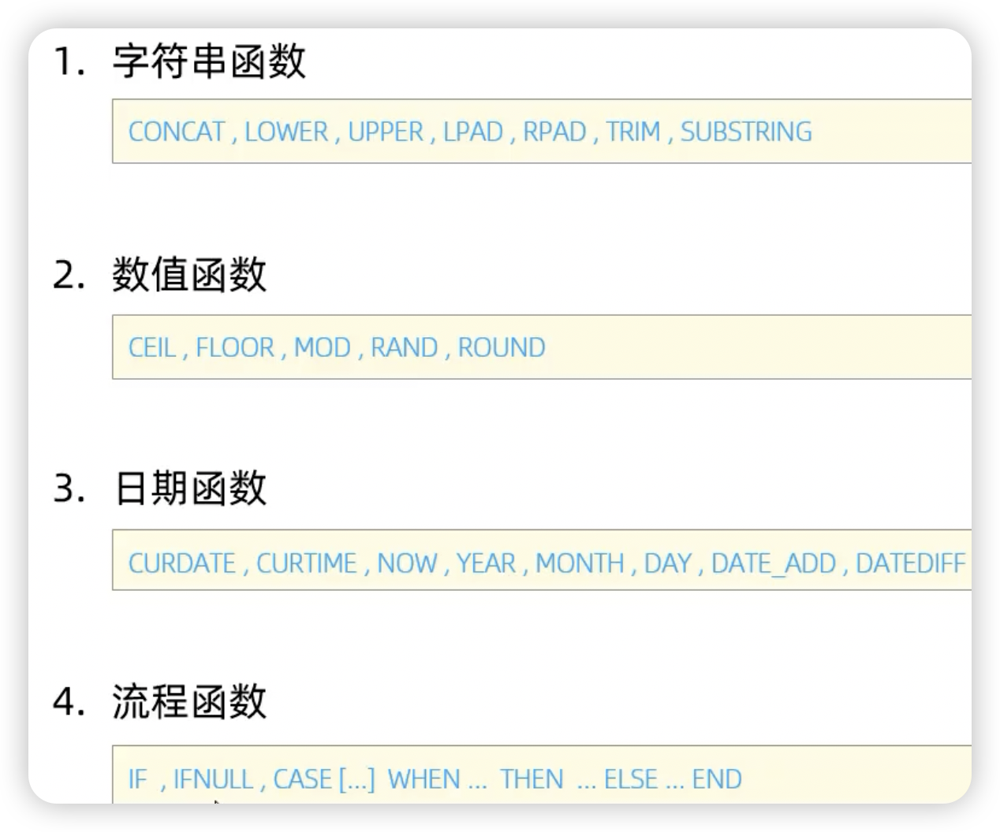 1. 字符串函数
CONCAT , LOWER , UPPER , LPAD , RPAD , TRIM , SUBSTRING
2. 数值函数
CEIL , FLOOR , MOD , RAND , ROUND
3. 日期函数
CURDATE , CURTIME , NOW , YEAR , MONTH , DAY , DATE_ADD , DATEDIFF
4. 流程函数
IF , IFNULL , CASE [...] WHEN ... THEN ... ELSE ... END